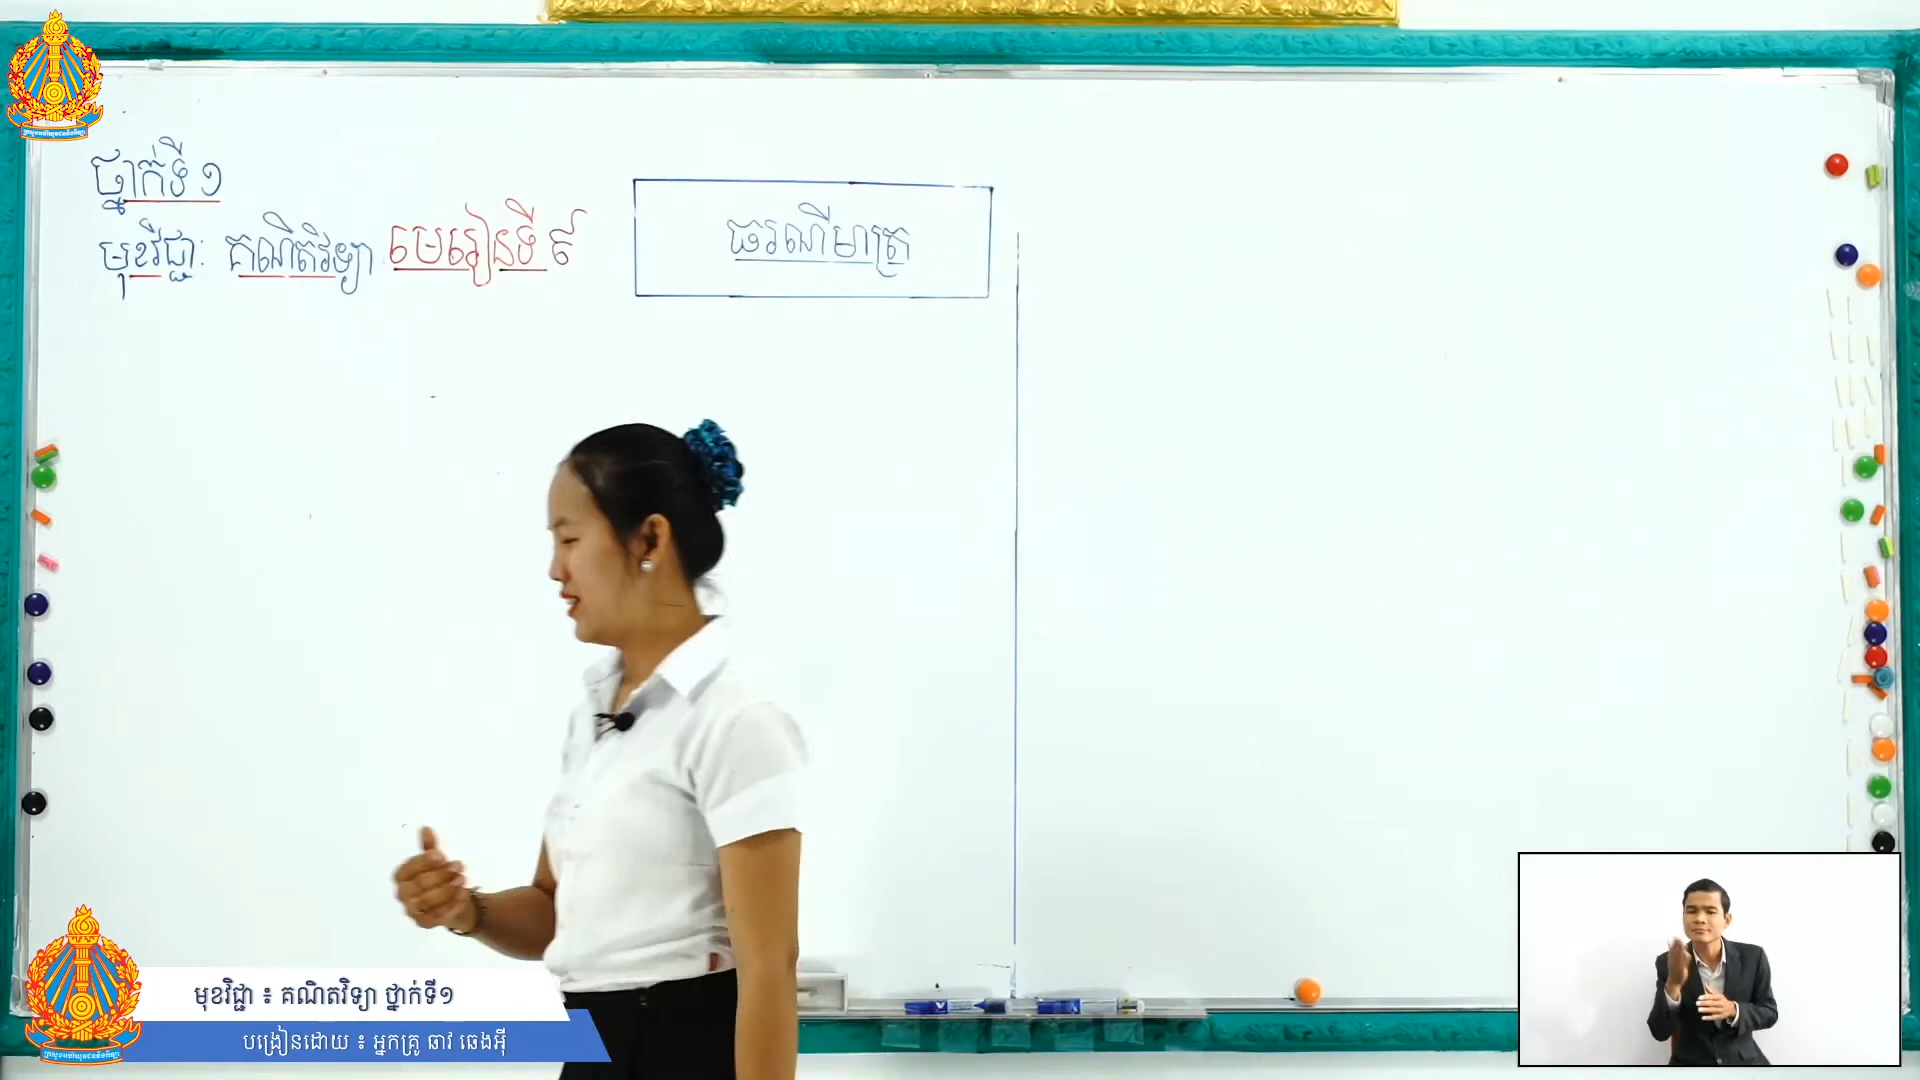 ថ្នាក់ទី ១
មុខវិជ្ជា: គណិតវិទ្យា មេរៀនទី ៩
ធរណីមាត្រ
មុខវិជ្ជា ៖ គណិតវិទ្យា ថ្នាក់ទី១
បង្រៀនដោយ ៖ អ្នកគ្រូ ឆាវ ឆេងអ៊ី